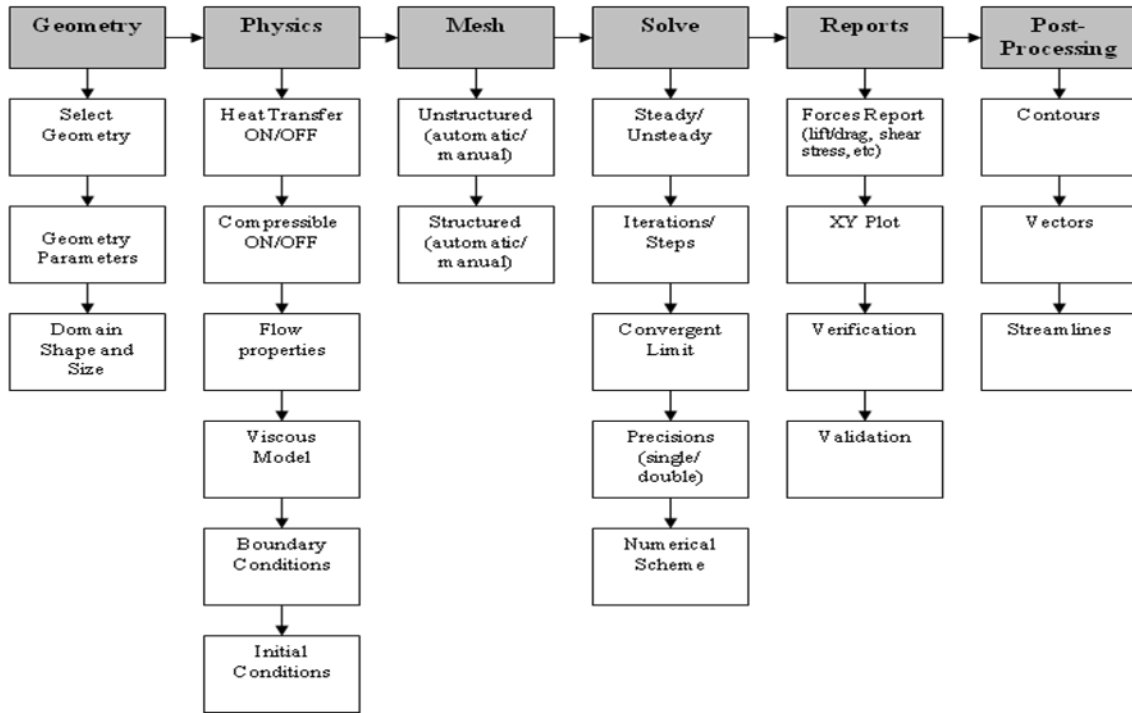 Geometry
Physics
Mesh
Solve
Reports
Post-
Processing
Select
Geometry
Geometry
Parameters
Domain
Shape and
Size
Heat Transfer
ON/OFF
Compressible
ON/OFF
Flow
properties
Viscous
Model
Boundary
Conditions
Initial
Conditions
Unstructured
(automatic/
manual)
Structured
(automatic/
manual)
Steady/
Unsteady
Iterations/
Steps
Convergent
Limit
Precisions
(single/
double)
Numerical
Scheme
Forces Report
(lift/drag, shear
stress, etc)
XY Plot
Verification
Validation
Contours
Vectors
Streamlines